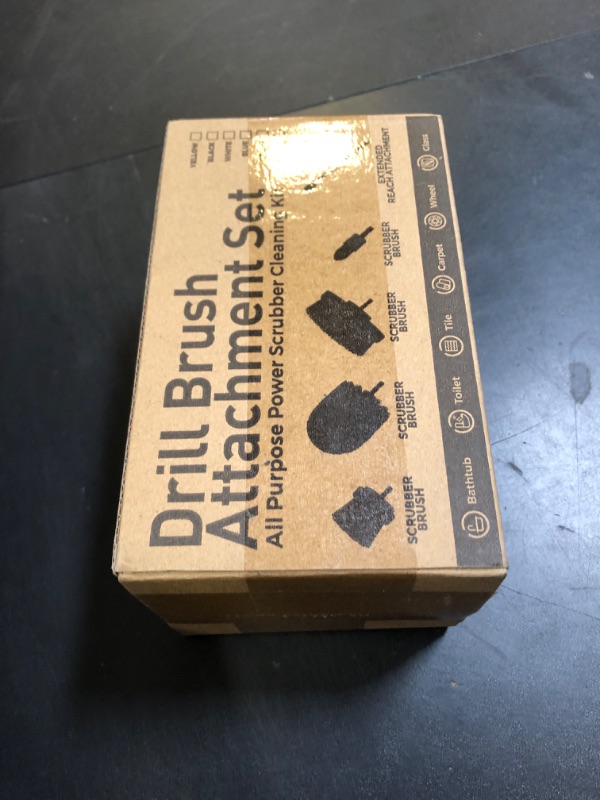 Drill Brush
Attachment Set
All Purpose Power Scrubber Cleaning
YELLOW
BLACK
WHITE
BLUE
SCRUBBER
BRUSH
SCRUBBER
BRUSH
SCRUBBER
BRUSH
SCRUBBER
BRUSH
EXTENDED
REACH ATTACHMENT
Bathtub
Toilet
Tile
Carpet
Wheel
Glass